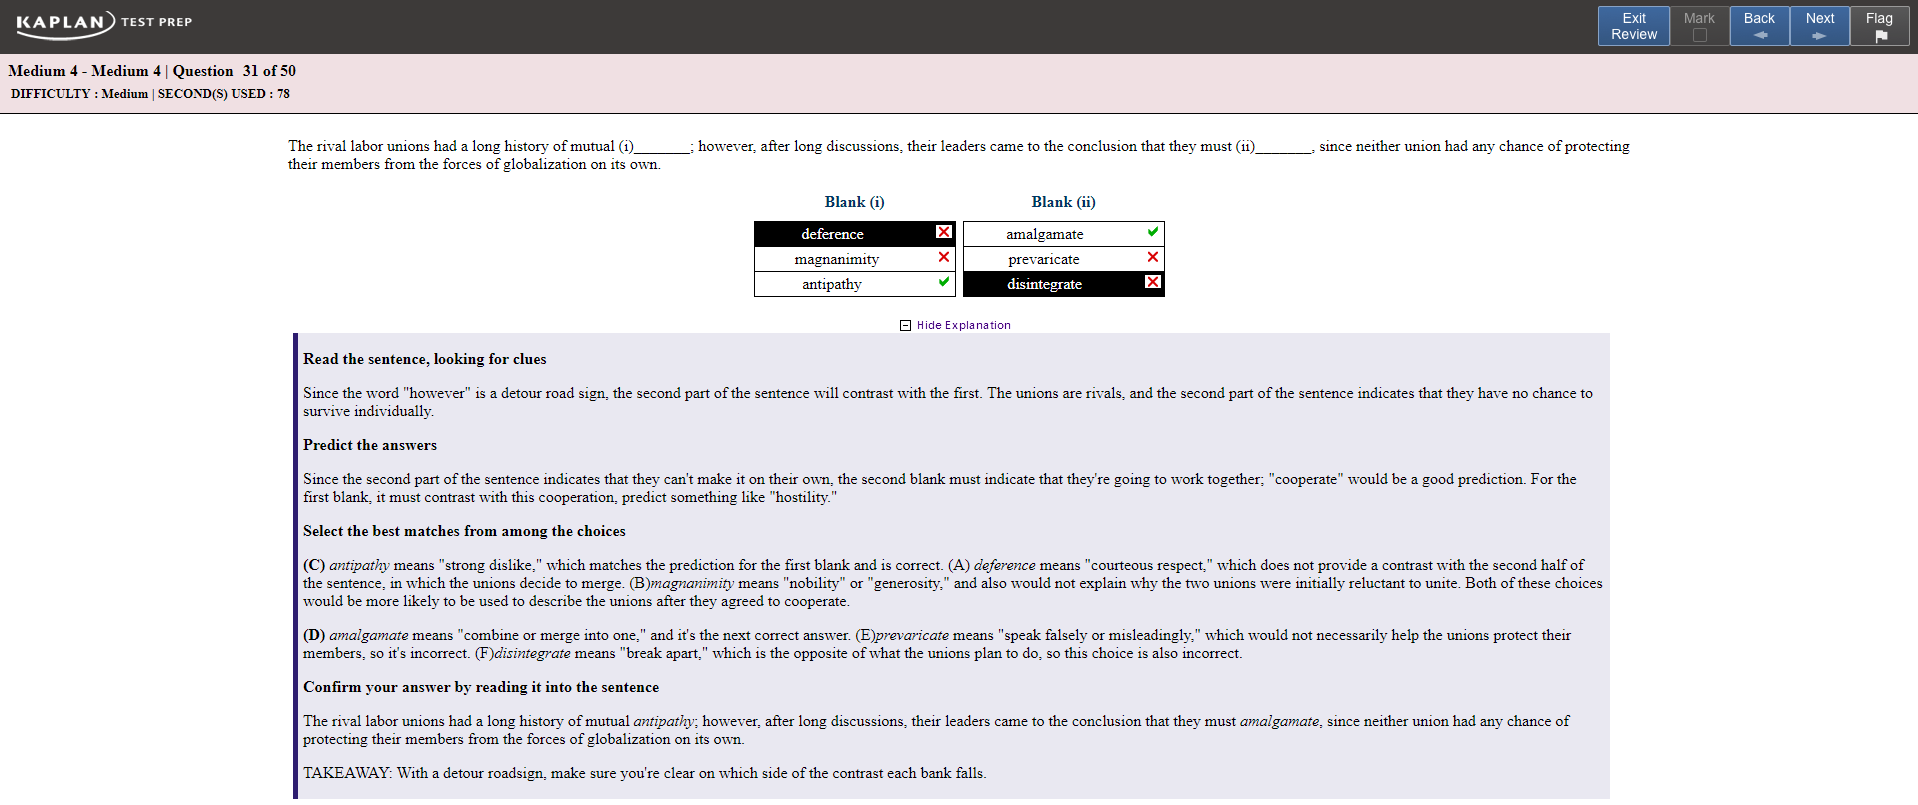 KAPLAN TEST PREP
Exit Review
Mark
Back
Next
Flag
Medium 4 - Medium 4 | Question 31 of 50
DIFFICULTY : Medium | SECOND(S) USED : 78
The rival labor unions had a long history of mutual (i)_______; however, after long discussions, their leaders came to the conclusion that they must (ii)_______, since neither union had any chance of protecting
their members from the forces of globalization on its own.
Blank (i) Blank (ii)
deference amalgamate
magnanimity prevaricate
antipathy disintegrate
Hide Explanation
Read the sentence, looking for clues
Since the word "however" is a detour road sign, the second part of the sentence will contrast with the first. The unions are rivals, and the second part of the sentence indicates that they have no chance to
survive individually.
Predict the answers
Since the second part of the sentence indicates that they can't make it on their own, the second blank must indicate that they're going to work together; "cooperate" would be a good prediction. For the
first blank, it must contrast with this cooperation, predict something like "hostility."
Select the best matches from among the choices
(C) antipathy means "strong dislike," which matches the prediction for the first blank and is correct. (A) deference means "courteous respect," which does not provide a contrast with the second half of
the sentence, in which the unions decide to merge. (B)magnanimity means "nobility" or "generosity," and also would not explain why the two unions were initially reluctant to unite. Both of these choices
would be more likely to be used to describe the unions after they agreed to cooperate.
(D) amalgamate means "combine or merge into one," and it's the next correct answer. (E)prevaricate means "speak falsely or misleadingly," which would not necessarily help the unions protect their
members, so it's incorrect. (F)disintegrate means "break apart," which is the opposite of what the unions plan to do, so this choice is also incorrect.
Confirm your answer by reading it into the sentence
The rival labor unions had a long history of mutual antipathy; however, after long discussions, their leaders came to the conclusion that they must amalgamate, since neither union had any chance of
protecting their members from the forces of globalization on its own.
TAKEAWAY: With a detour roadsign, make sure you're clear on which side of the contrast each bank falls.